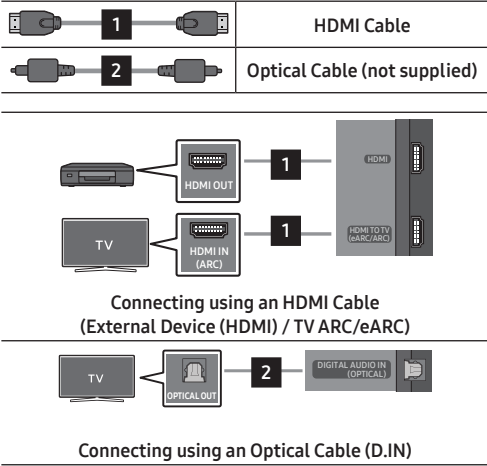 1
HDMI Cable
2
Optical Cable (not supplied)
HDMI OUT
1
HDMI
TV
HDMI IN
(ARC)
1
HDMI TO TV
(eARC/ARC)
Connecting using an HDMI Cable
(External Device (HDMI) / TV ARC/eARC)
TV
OPTICAL OUT
2
DIGITAL AUDIO IN
(OPTICAL)
Connecting using an Optical Cable (D.IN)